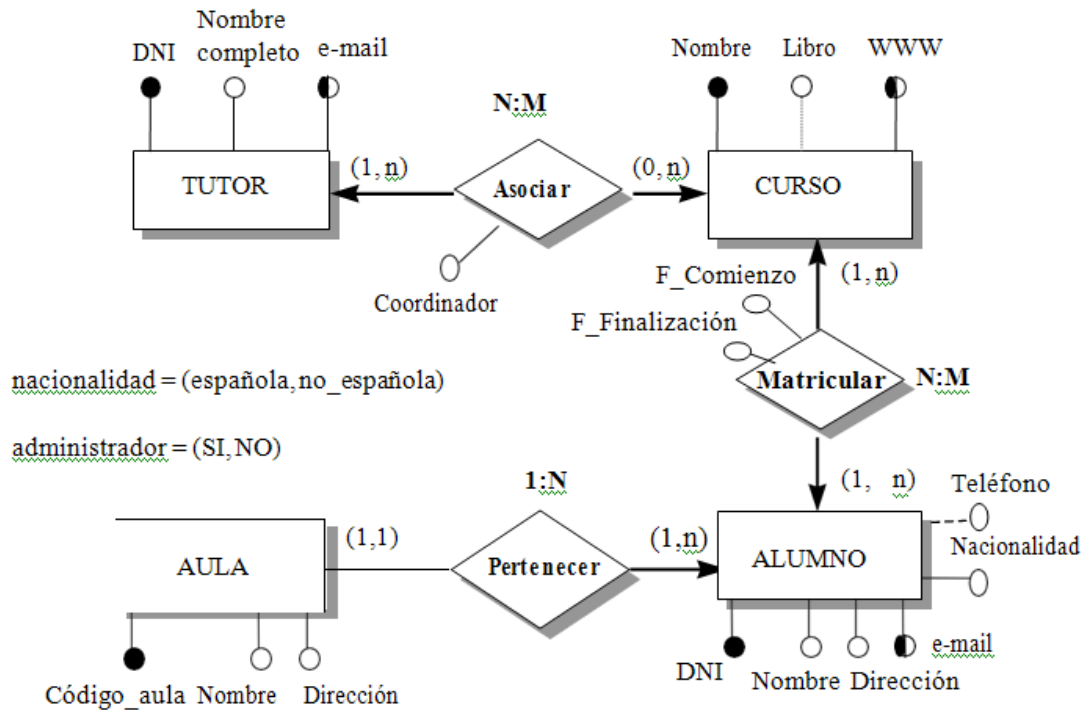 Nombre
completo
DNI
e-mail
Nombre
Libro
WWW
N:M
TUTOR
(1, n)
Asociar
(0, n)
CURSO
Coordinador
F_Comienzo
(1, n)
F_Finalización
nacionalidad = (española, no_española)
Matricular
N:M
administrador = (SI, NO)
1:N
(1, n)
Teléfono
AULA
(1,1)
Pertenecer
(1,n)
ALUMNO
Nacionalidad
e-mail
DNI
Nombre
Dirección
Código_aula
Nombre
Dirección